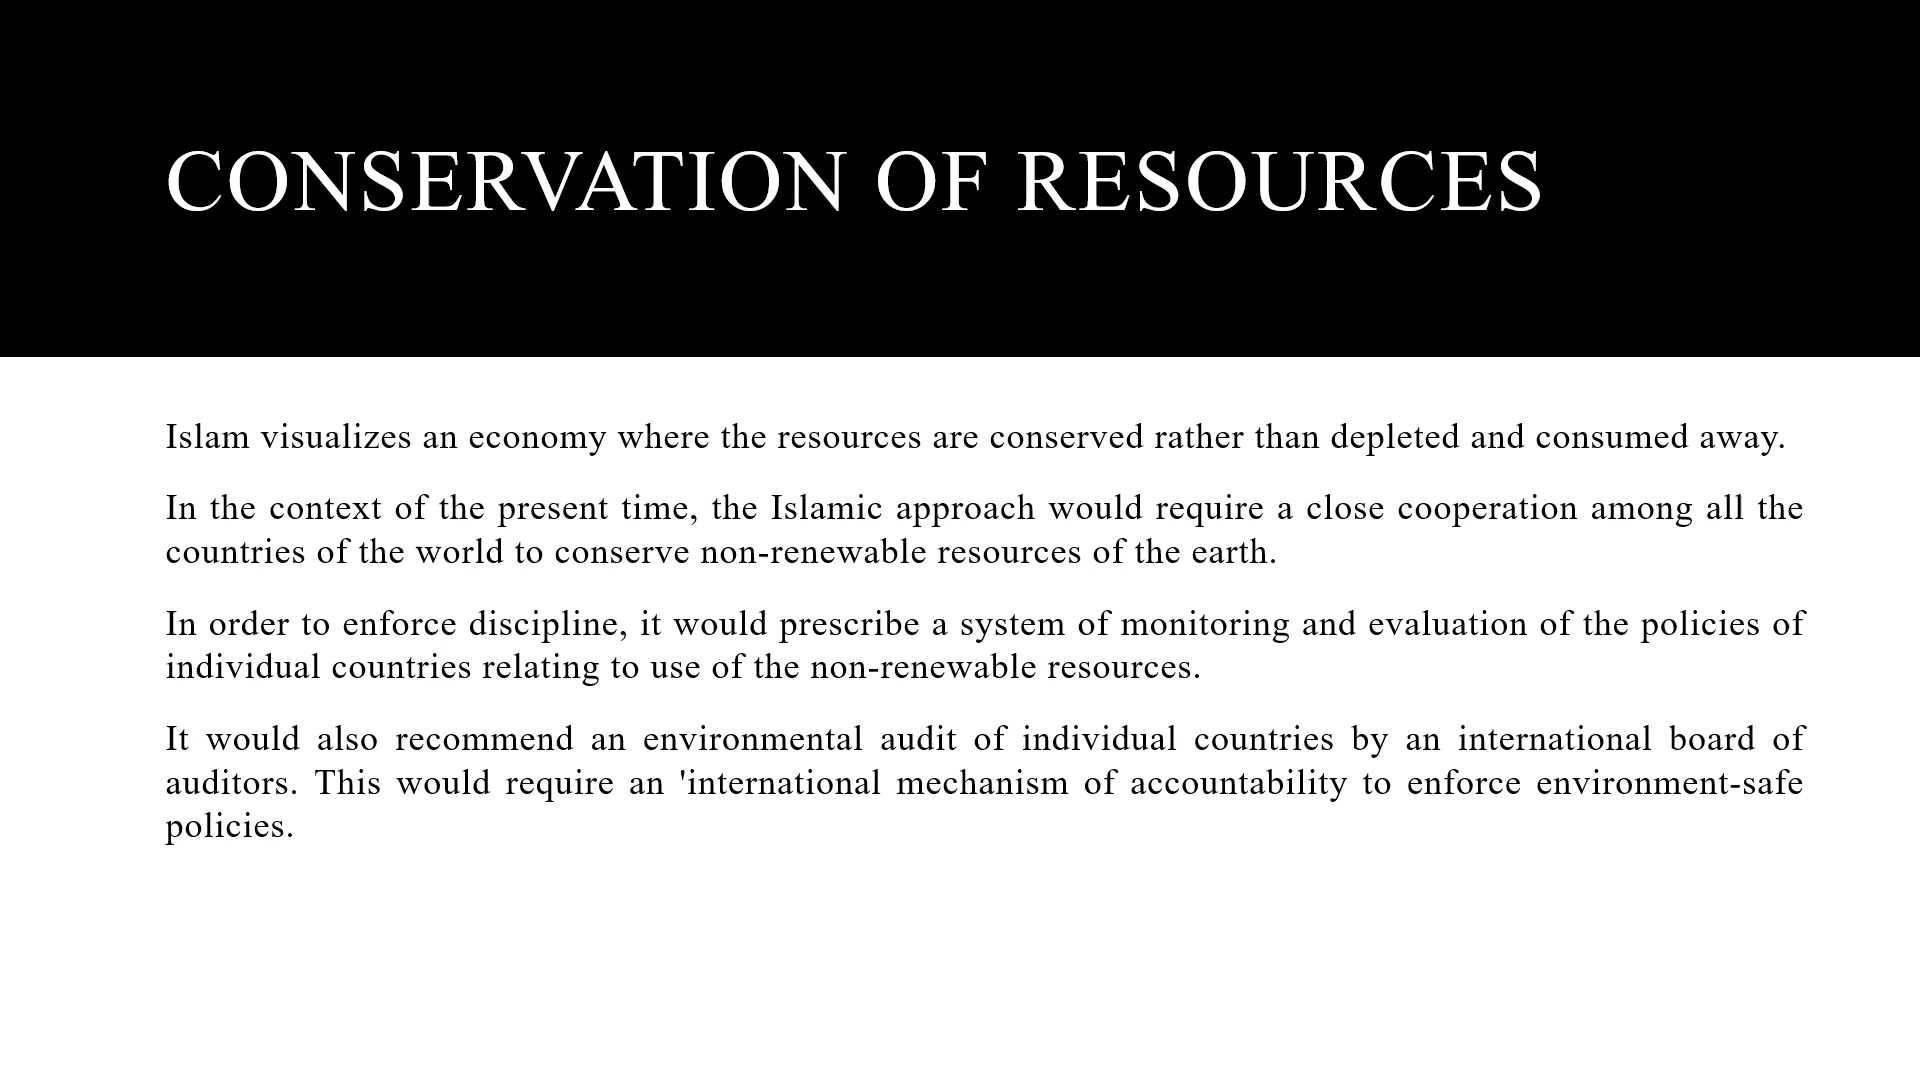 CONSERVATION OF RESOURCES
Islam visualizes an economy where the resources are conserved rather than depleted and consumed away.
In the context of the present time, the Islamic approach would require a close cooperation among all the
countries of the world to conserve non-renewable resources of the earth.
In order to enforce discipline, it would prescribe a system of monitoring and evaluation of the policies of
individual countries relating to use of the non-renewable resources.
It would also recommend an environmental audit of individual countries by an international board of
auditors. This would require an 'international mechanism of accountability to enforce environment-safe
policies.